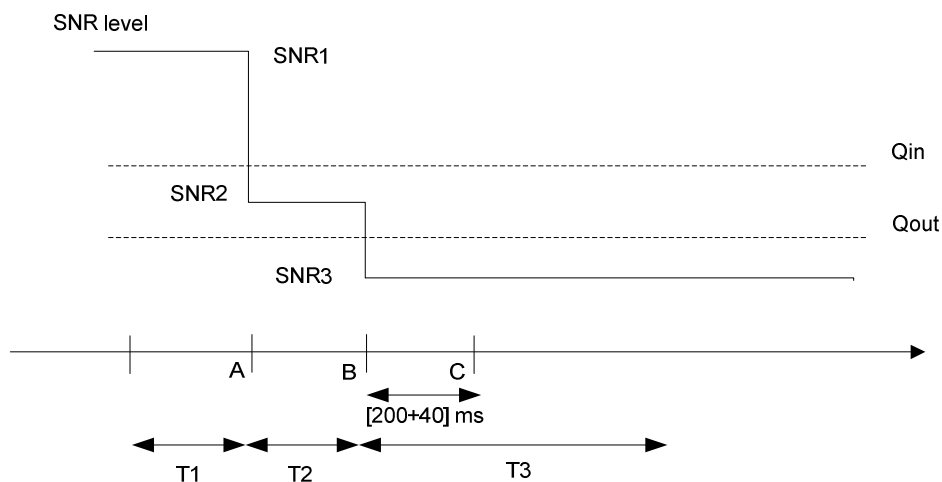 SNR level
SNR1
Qin
SNR2
Qout
SNR3
A
B
C
[200+40] ms
T1
T2
T3